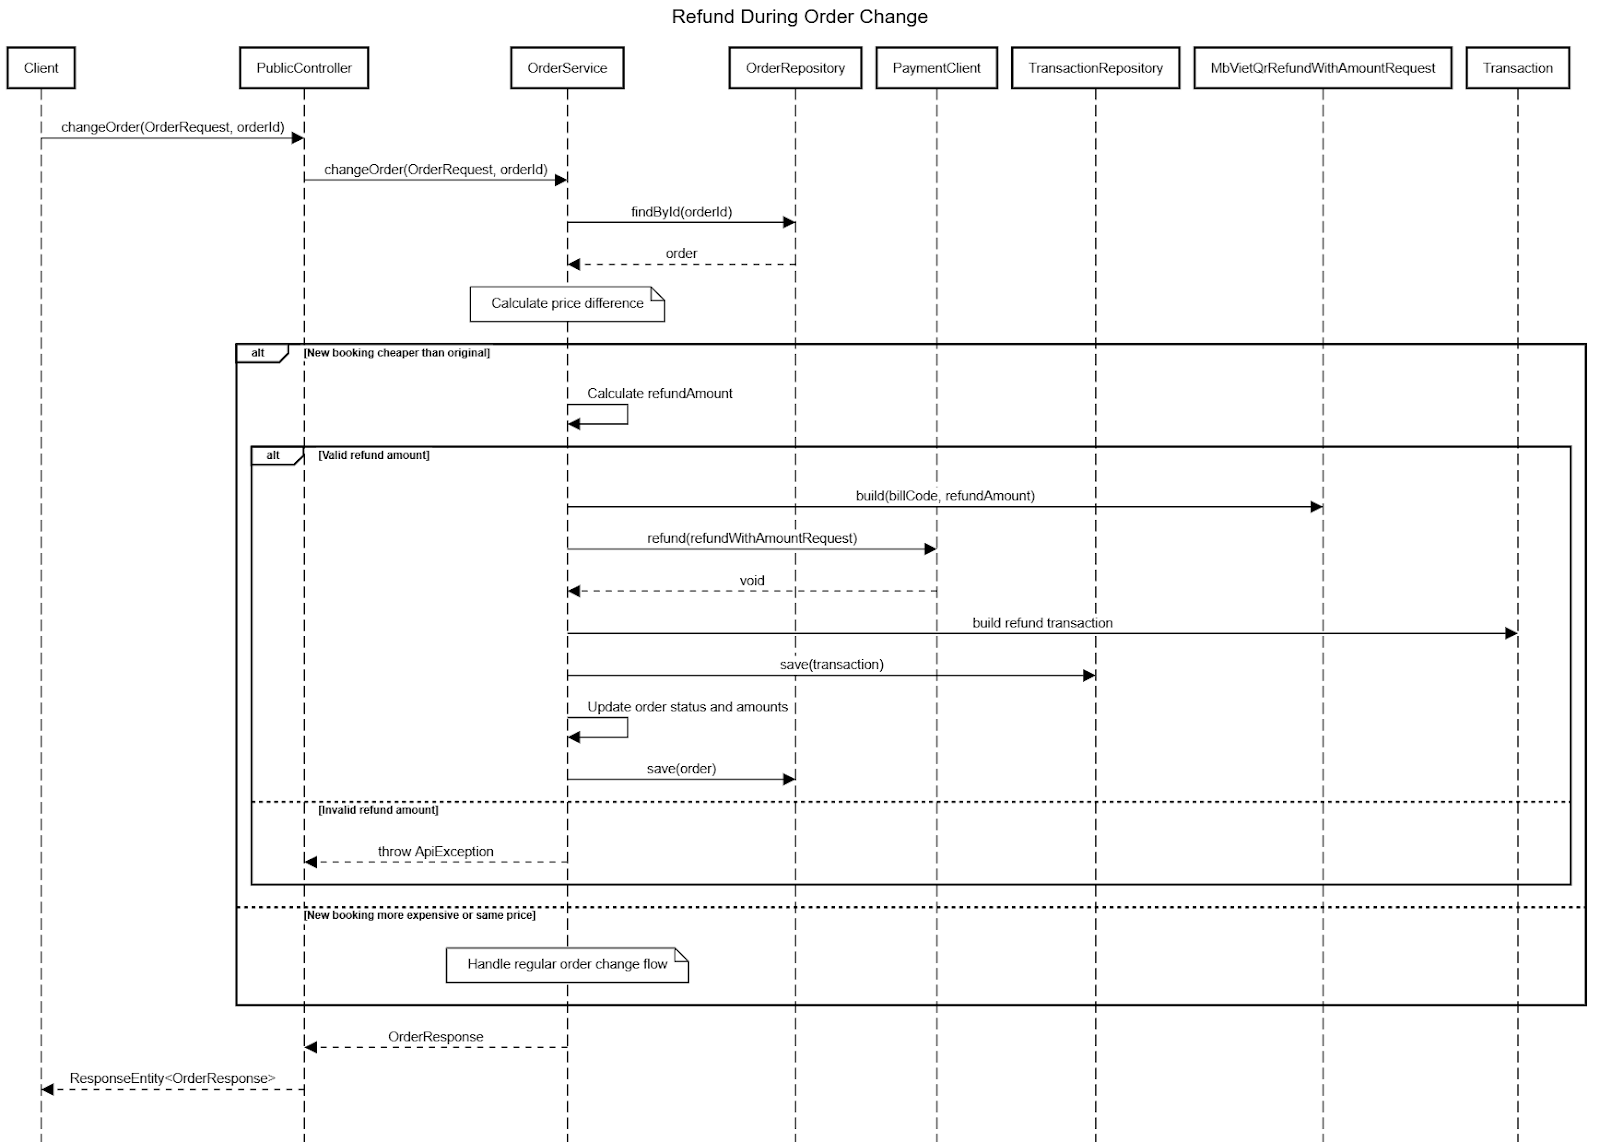 Refund During Order Change
Client
PublicController
OrderService
OrderRepository
PaymentClient
TransactionRepository
MbVietQrRefundWithAmountRequest
Transaction
changeOrder(OrderRequest, orderId)
changeOrder(OrderRequest, orderId)
findById(orderId)
order
Calculate price difference
alt
[New booking cheaper than original]
Calculate refundAmount
alt
[Valid refund amount]
build(billCode, refundAmount)
refund(refundWithAmountRequest)
void
build refund transaction
save(transaction)
Update order status and amounts
save(order)
[Invalid refund amount]
throw ApiException
[New booking more expensive or same price]
Handle regular order change flow
OrderResponse
ResponseEntity<OrderResponse>